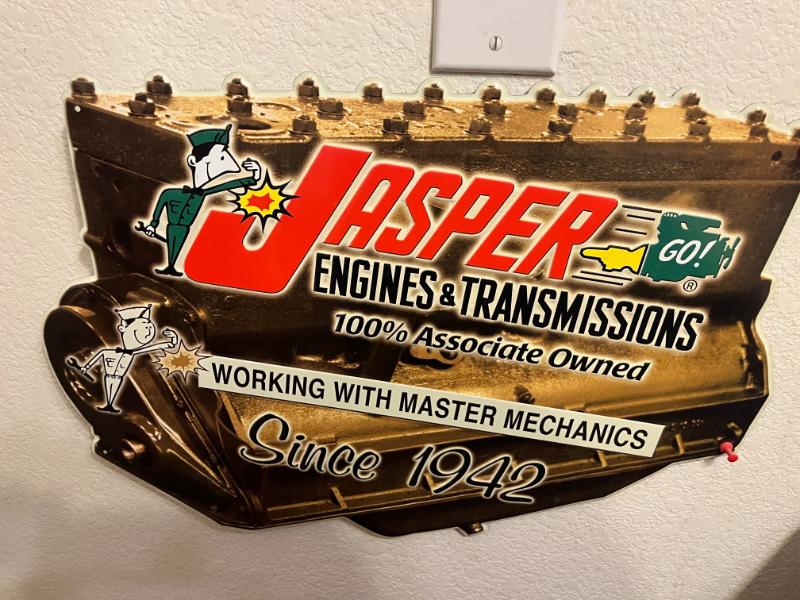 JASPER
GO!
®
ENGINES & TRANSMISSIONS
100% Associate Owned
WORKING WITH MASTER MECHANICS
Since 1942